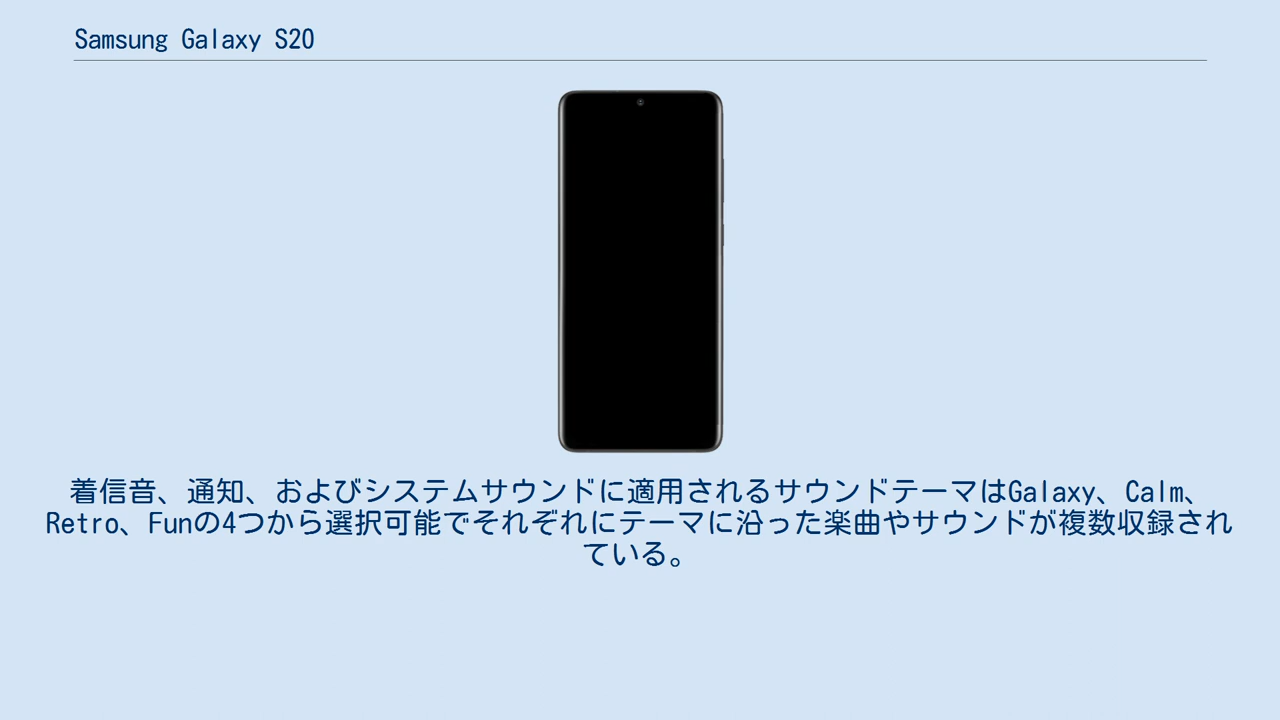 Samsung Galaxy S20
着信音、通知、およびシステムサウンドに適用されるサウンドテーマはGalaxy、Calm、
Retro、Funの4つから選択可能でそれぞれにテーマに沿った楽曲やサウンドが複数収録され
ている。